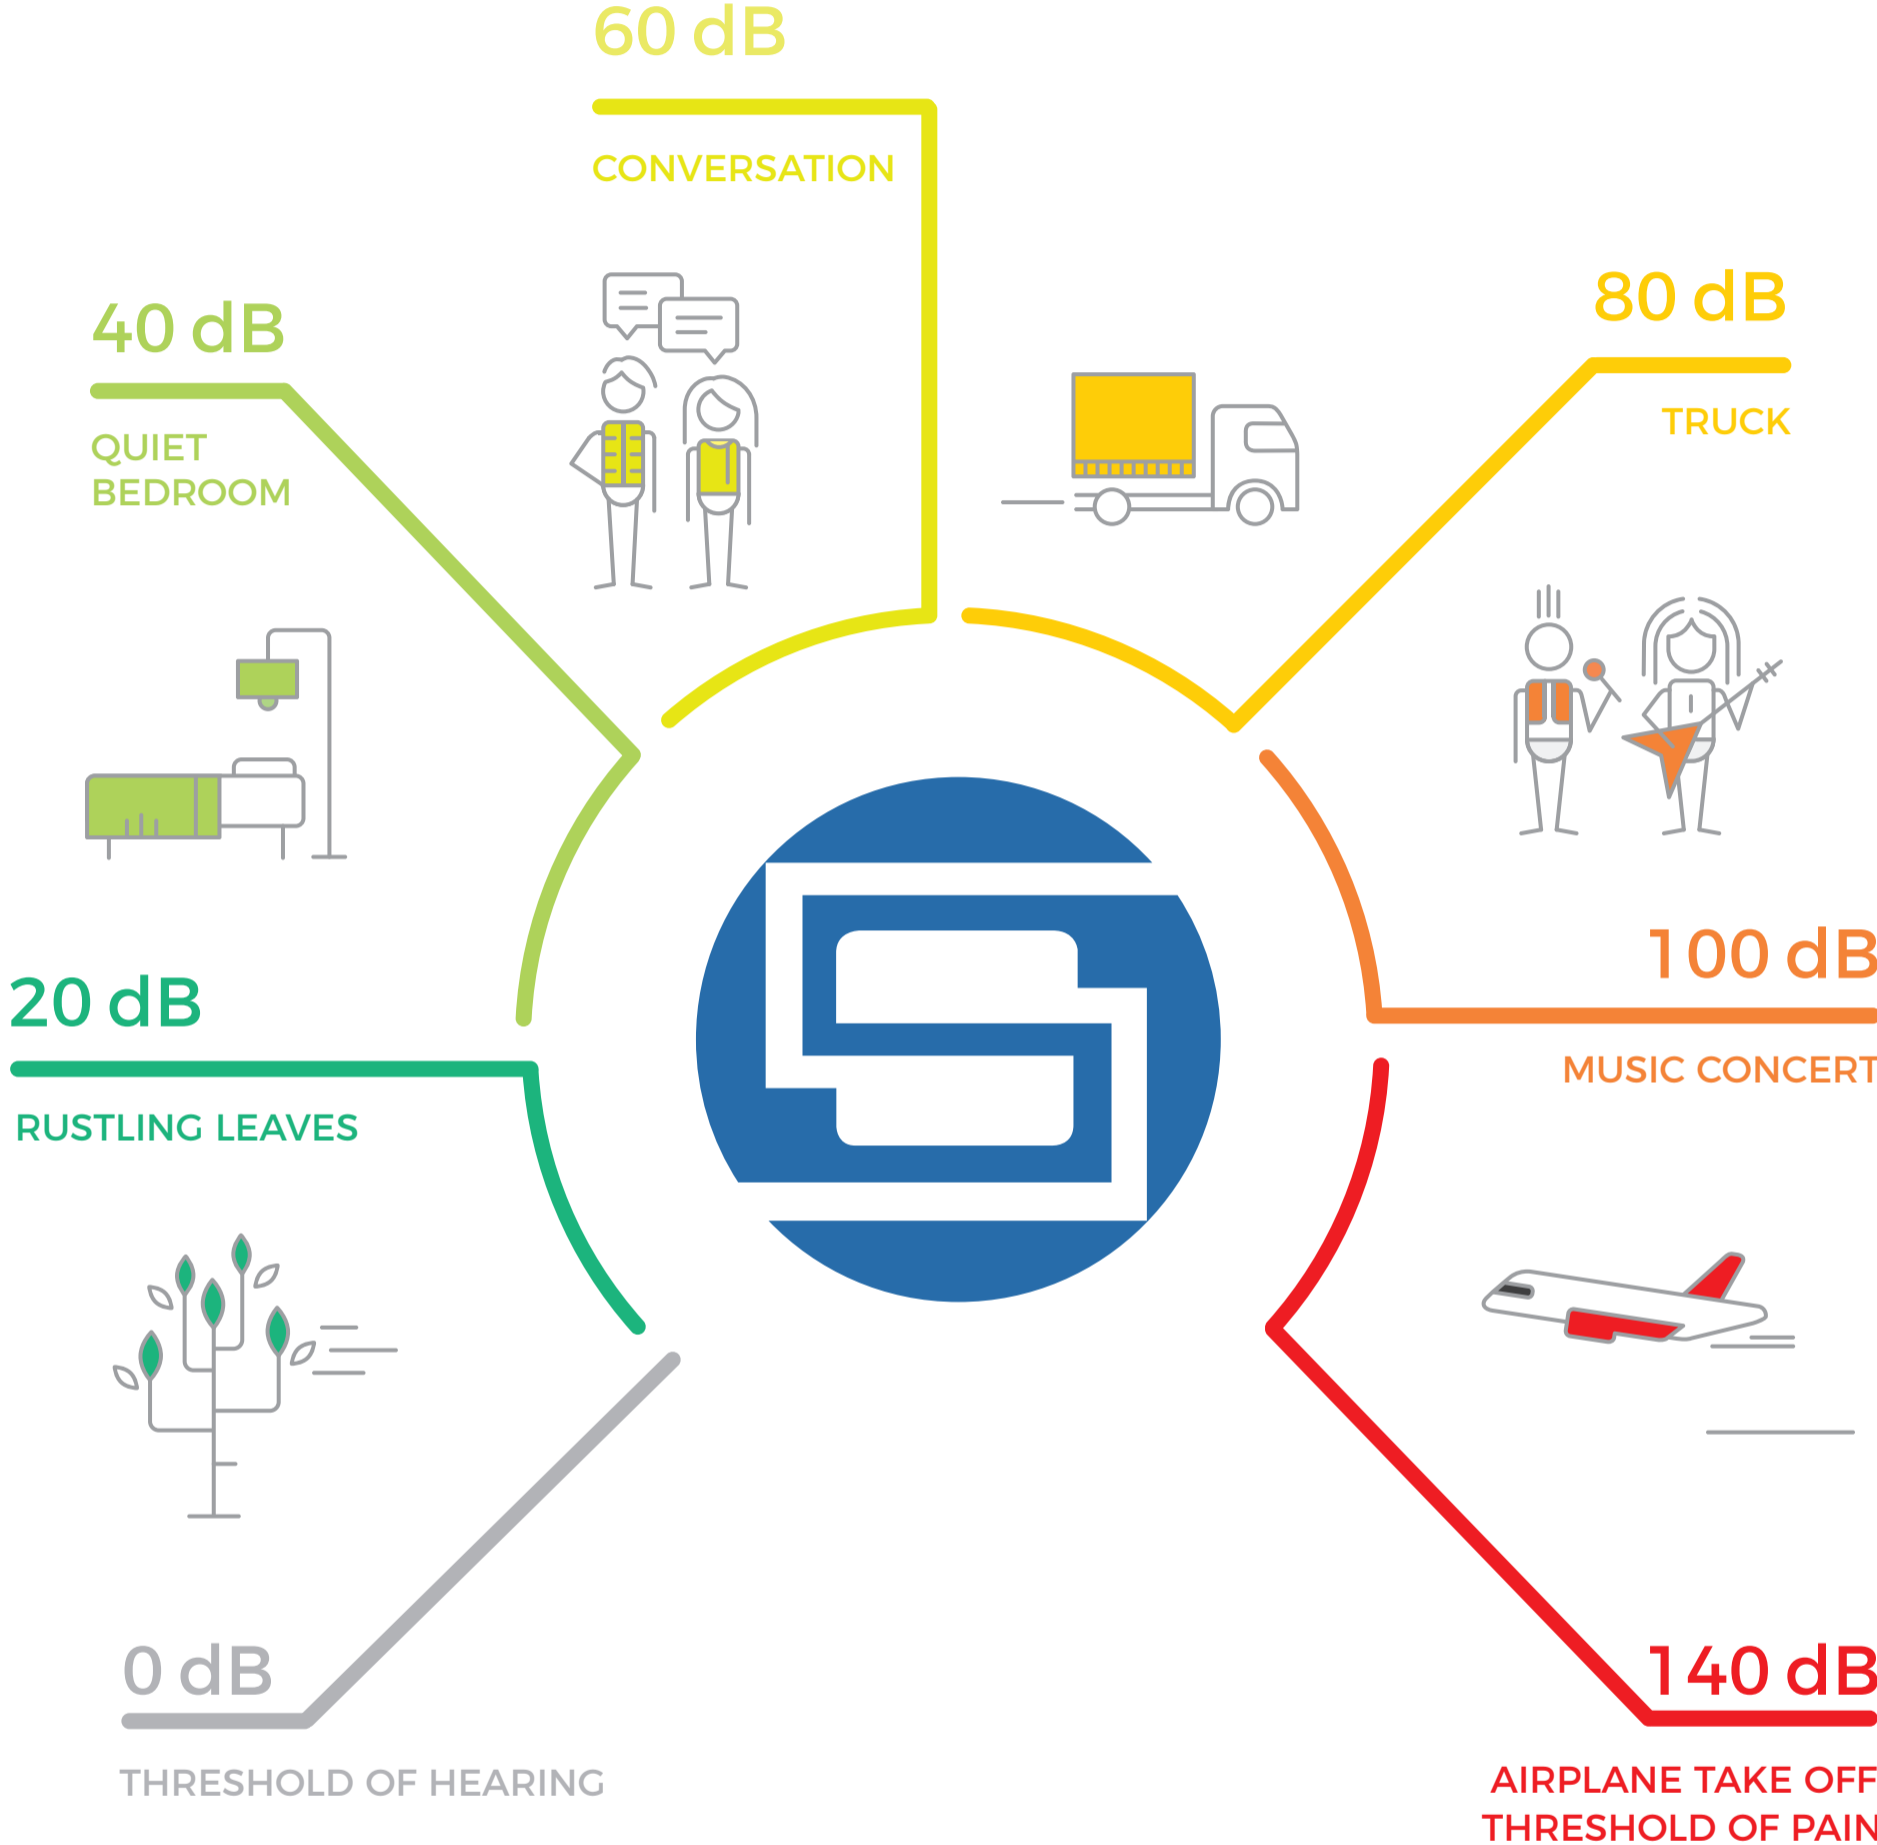 60 dB
CONVERSATION
40 dB
QUIET
BEDROOM
80 dB
TRUCK
20 dB
RUSTLING LEAVES
100 dB
MUSIC CONCERT
0 dB
THRESHOLD OF HEARING
140 dB
AIRPLANE TAKE OFF
THRESHOLD OF PAIN